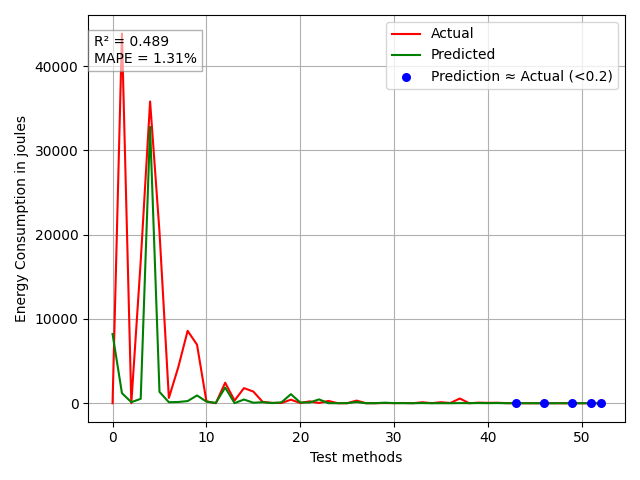 R² = 0.489
MAPE = 1.31%
Actual
Predicted
Prediction ≈ Actual (<0.2)
Energy Consumption in joules
40000
30000
20000
10000
0
0 10 20 30 40 50
Test methods